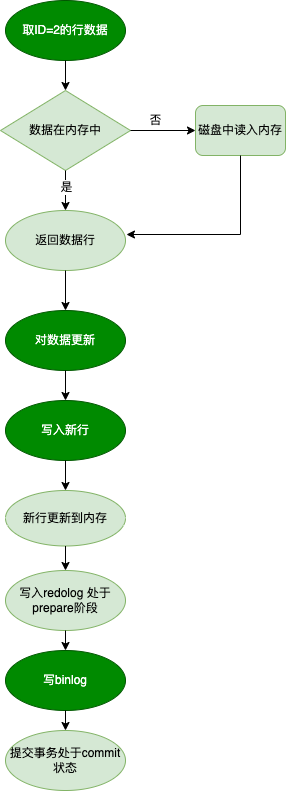 取ID=2的行数据
数据在内存中
否
磁盘中读入内存
是
返回数据行
对数据更新
写入新行
新行更新到内存
写入redolog 处于
prepare阶段
写binlog
提交事务处于commit
状态